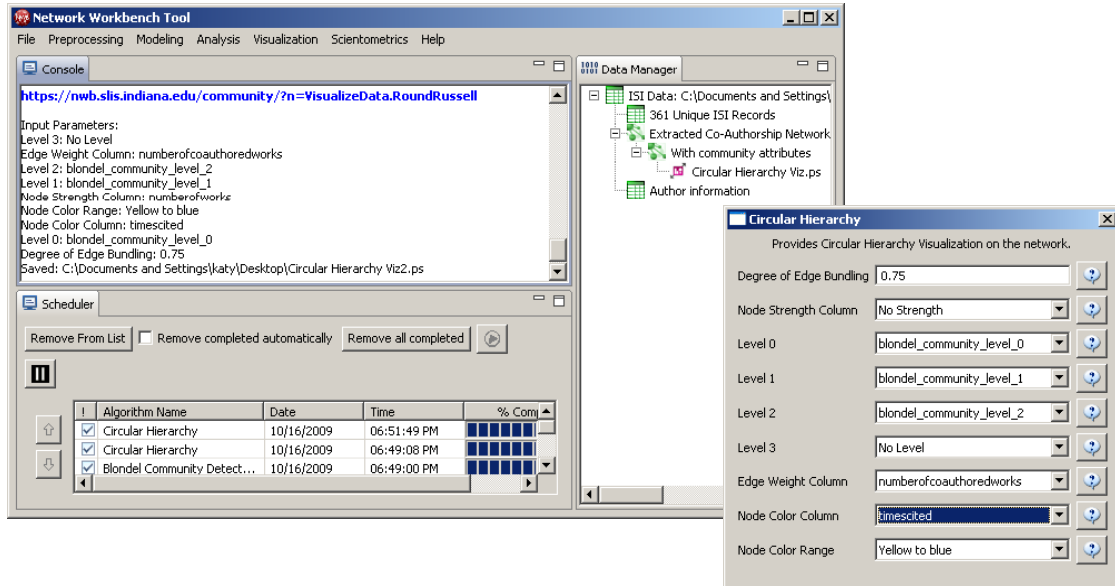 Network Workbench Tool
File Preprocessing Modeling Analysis Visualization Scientometrics Help
Console
https://nwb.slis.indiana.edu/community/?n=VisualizeData.RoundRussell
Input Parameters:
Level 3: No Level
Edge Weight Column: numberofcoauthoredworks
Level 2: blondel_community_level_2
Level 1: blondel_community_level_1
Node Strength Column: numberofworks
Node Color Range: Yellow to blue
Node Color Column: timescited
Level 0: blondel_community_level_0
Degree of Edge Bundling: 0.75
Saved: C:\Documents and Settings\katy\Desktop\Circular Hierarchy Viz2.ps
Scheduler
Remove From List Remove completed automatically Remove all completed
! Algorithm Name Date Time % Com
Circular Hierarchy 10/16/2009 06:51:49 PM
Circular Hierarchy 10/16/2009 06:49:08 PM
Blondel Community Detect... 10/16/2009 06:49:00 PM
Data Manager
ISI Data: C:\Documents and Settings\
361 Unique ISI Records
Extracted Co-Authorship Network
With community attributes
Circular Hierarchy Viz.ps
Author information
Circular Hierarchy
Provides Circular Hierarchy Visualization on the network.
Degree of Edge Bundling 0.75
Node Strength Column No Strength
Level 0 blondel_community_level_0
Level 1 blondel_community_level_1
Level 2 blondel_community_level_2
Level 3 No Level
Edge Weight Column numberofcoauthoredworks
Node Color Column timescited
Node Color Range Yellow to blue